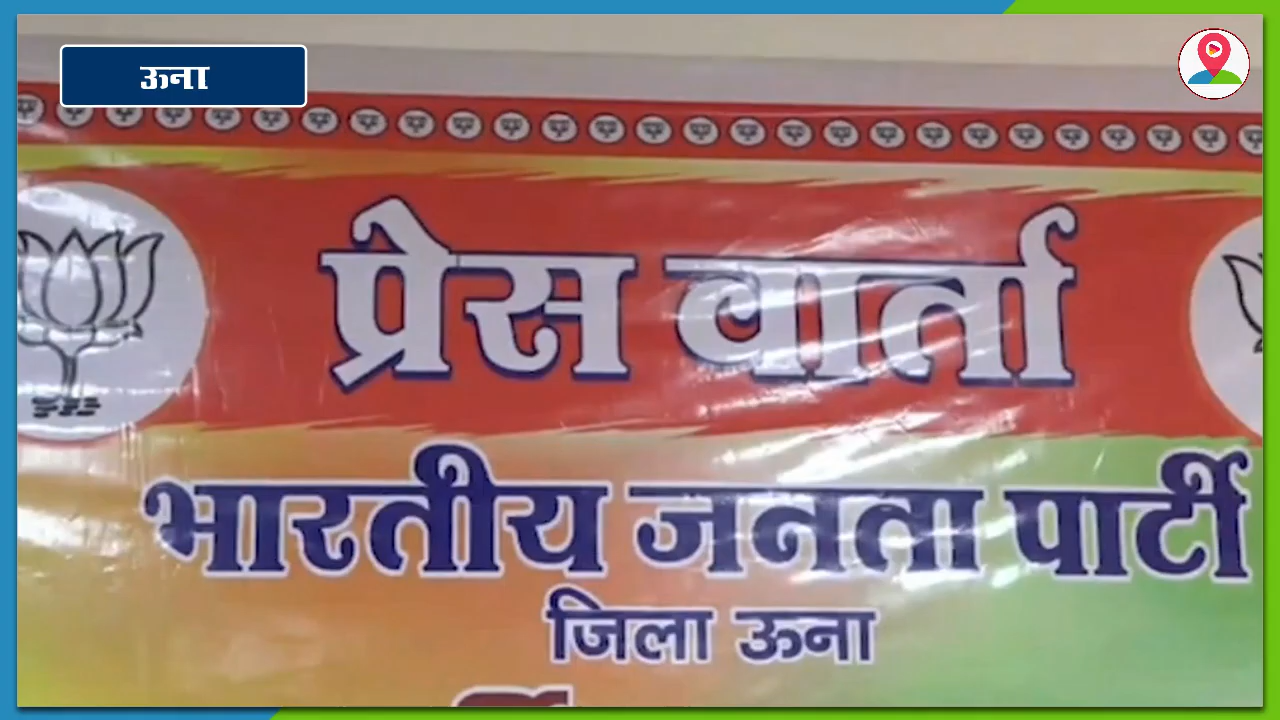 ऊना
प्रेस वार्ता
भारतीय जनता पार्टी
जिला ऊना